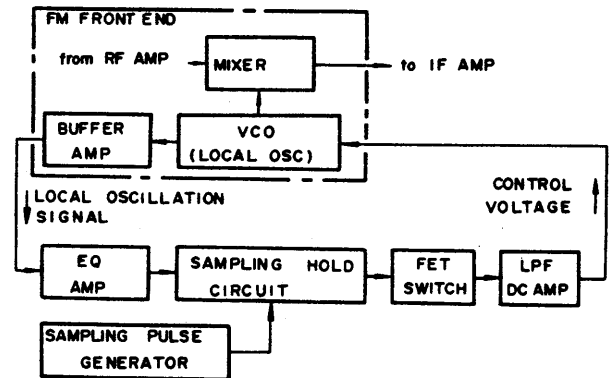 FM FRONT END
from RF AMP
MIXER
to IF AMP
BUFFER
AMP
VCO
(LOCAL OSC)
LOCAL OSCILLATION
SIGNAL
CONTROL
VOLTAGE
EQ
AMP
SAMPLING HOLD
CIRCUIT
FET
SWITCH
LPF
DC AMP
SAMPLING PULSE
GENERATOR